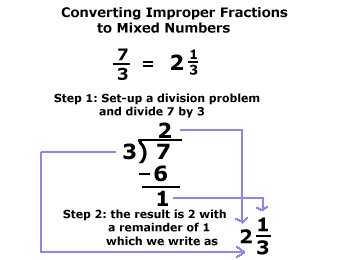 Converting Improper Fractions
to Mixed Numbers
7/3 = 2 1/3
Step 1: Set-up a division problem
and divide 7 by 3
2
3) 7
-6
1
Step 2: the result is 2 with
a remainder of 1
which we write as
2 1/3